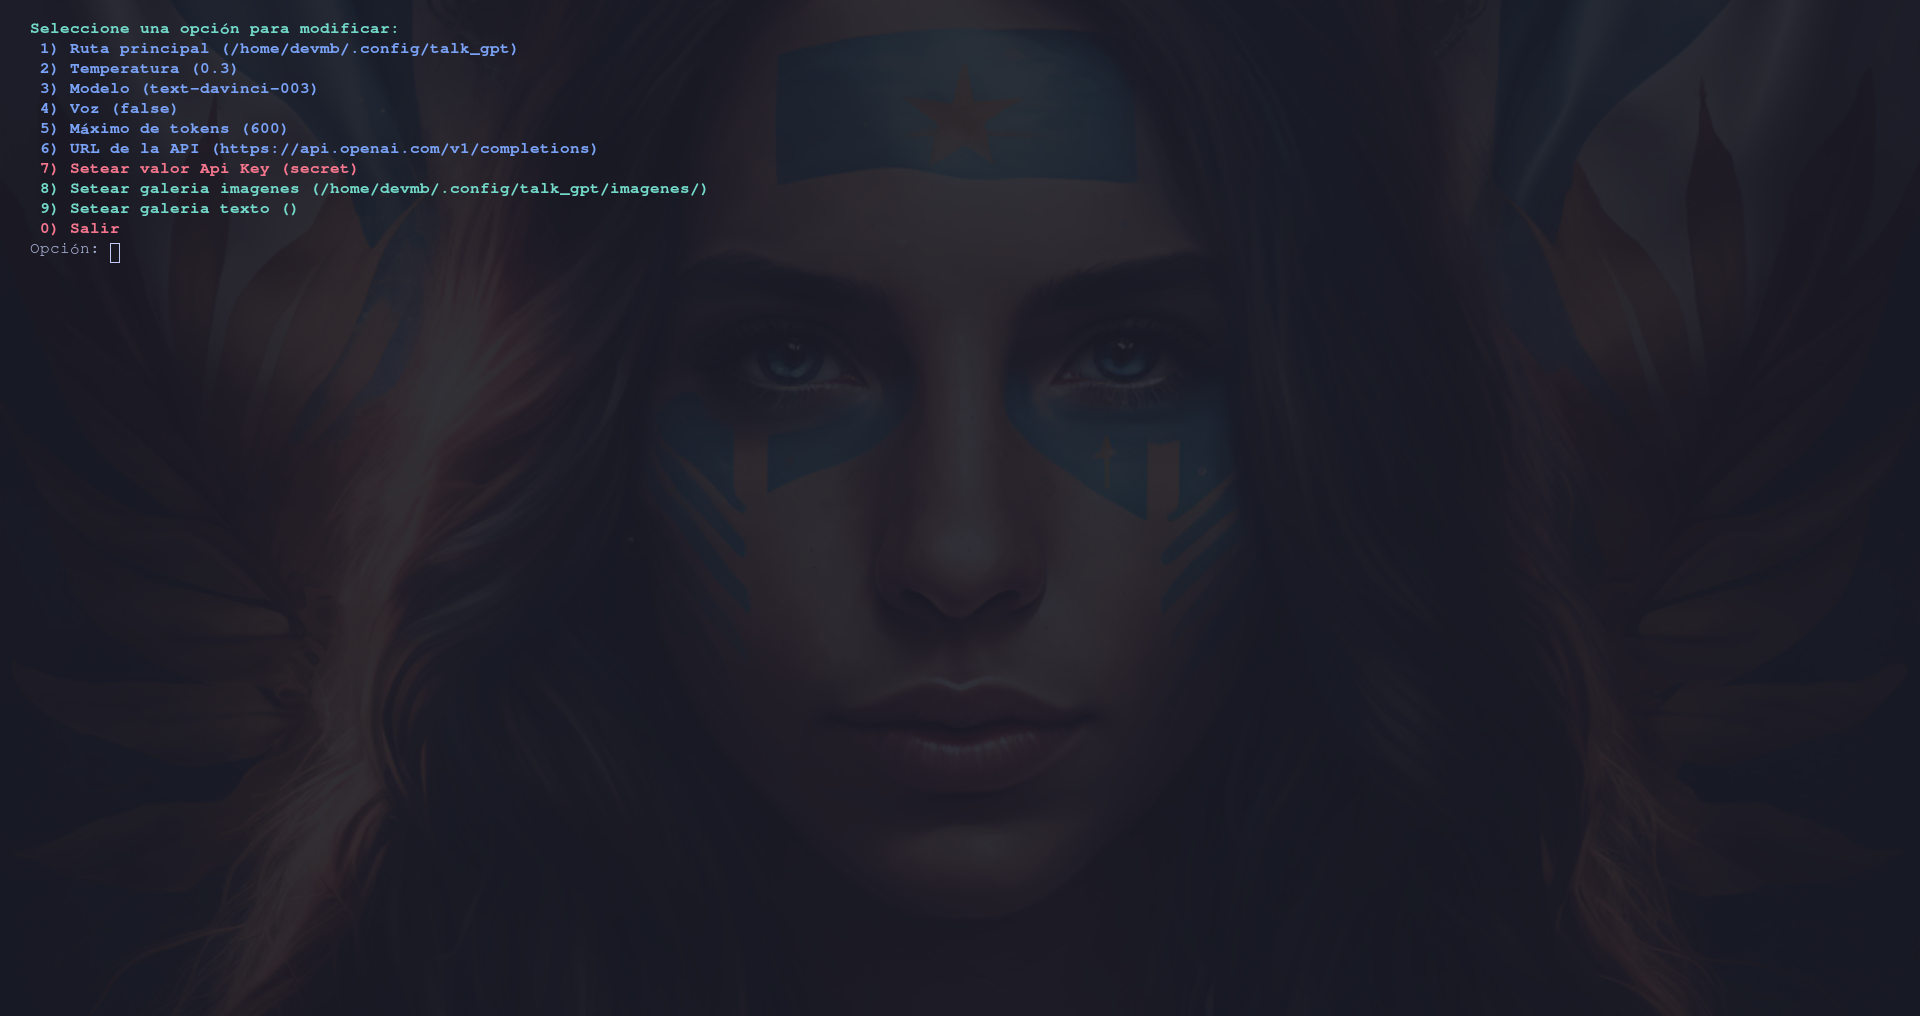 Seleccione una opción para modificar:
1) Ruta principal (/home/devmb/.config/talk_gpt)
2) Temperatura (0.3)
3) Modelo (text-davinci-003)
4) Voz (false)
5) Máximo de tokens (600)
6) URL de la API (https://api.openai.com/v1/completions)
7) Setear valor Api Key (secret)
8) Setear galeria imagenes (/home/devmb/.config/talk_gpt/imagenes/)
9) Setear galeria texto ()
0) Salir
Opción: